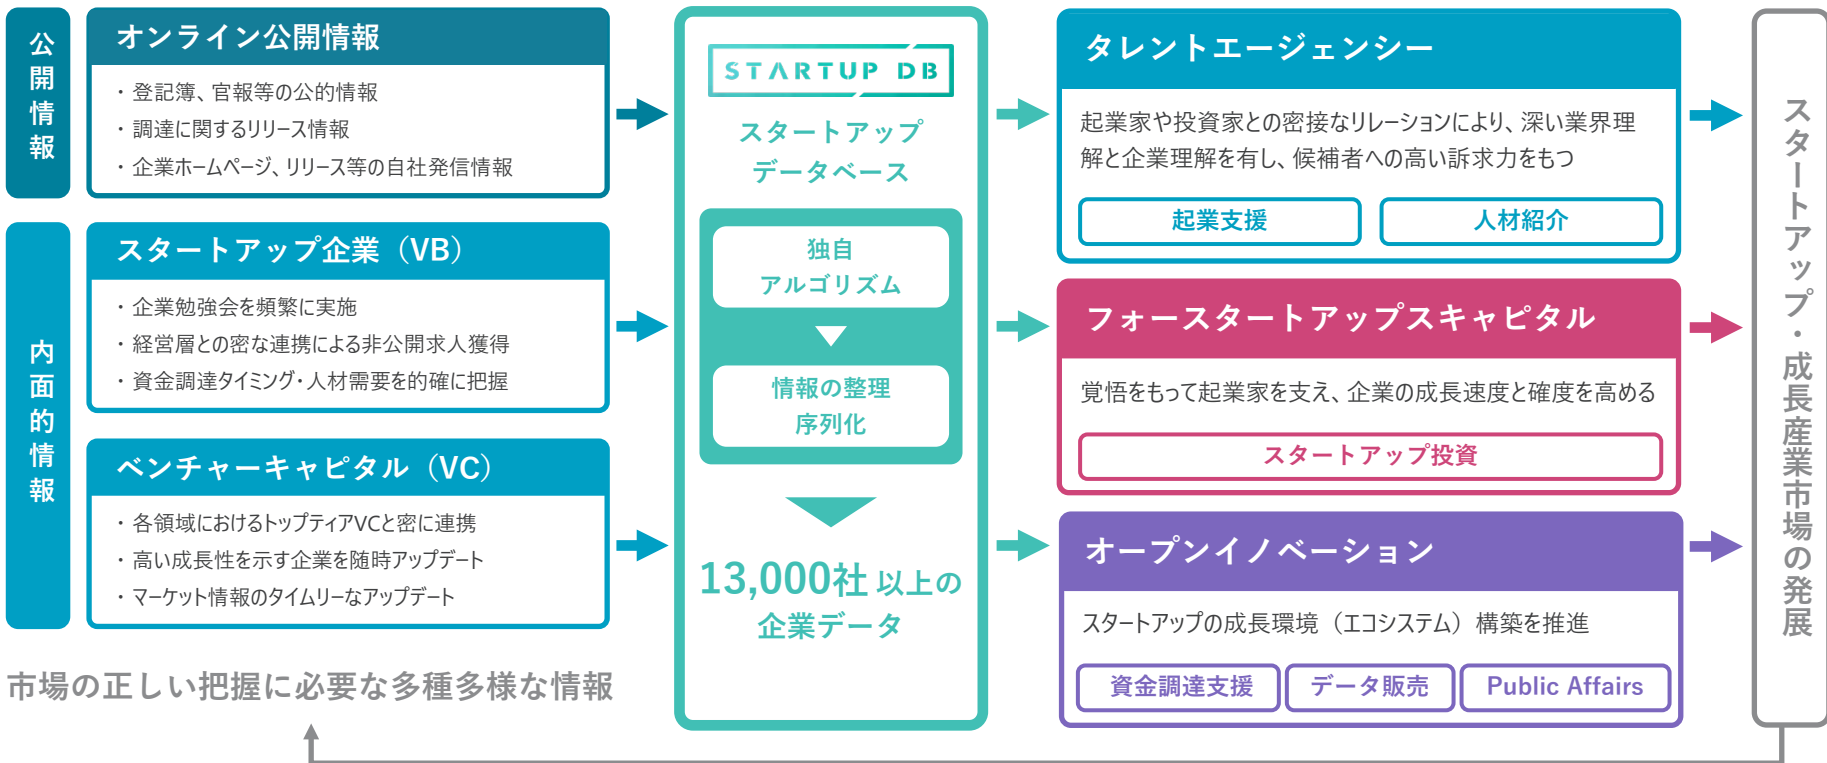 公開情報
オンライン公開情報
・登記簿、官報等の公的情報
・調達に関するリリース情報
・企業ホームページ、リリース等の自社発信情報
内面的情報
スタートアップ企業（VB）
・企業勉強会を頻繁に実施
・経営層との密な連携による非公開求人獲得
・資金調達タイミング・人材需要を的確に把握
ベンチャーキャピタル（VC）
・各領域におけるトップティアVCと密に連携
・高い成長性を示す企業を随時アップデート
・マーケット情報のタイムリーなアップデート
市場の正しい把握に必要な多種多様な情報
STARTUP DB
スタートアップ
データベース
独自
アルゴリズム
情報の整理
序列化
13,000社 以上の
企業データ
タレントエージェンシー
起業家や投資家との密接なリレーションにより、深い業界理
解と企業理解を有し、候補者への高い訴求力をもつ
起業支援
人材紹介
フォースタートアップスキャピタル
覚悟をもって起業家を支え、企業の成長速度と確度を高める
スタートアップ投資
オープンイノベーション
スタートアップの成長環境（エコシステム）構築を推進
資金調達支援
データ販売
Public Affairs
スタートアップ・成長産業市場の発展